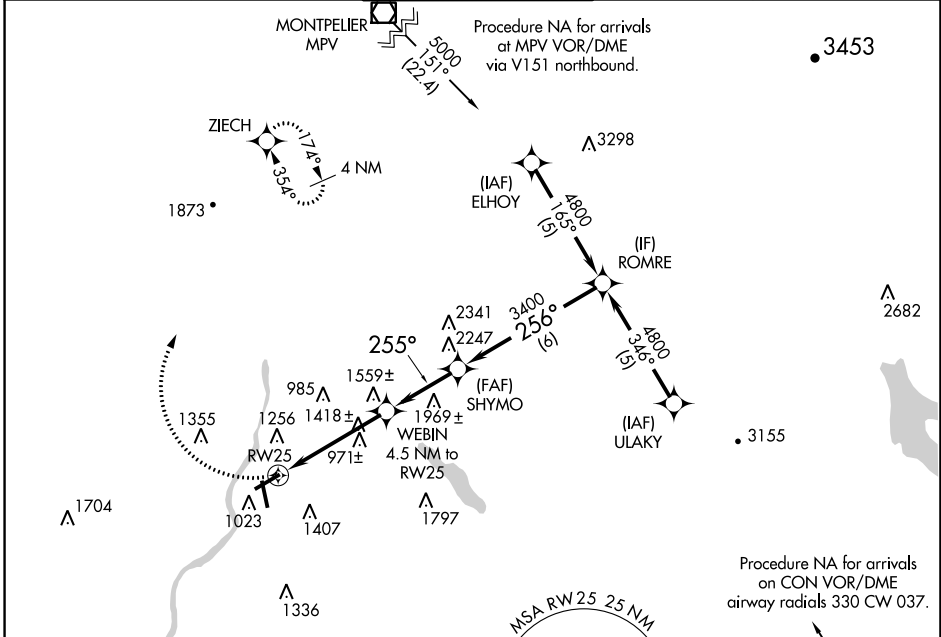 MONTPELIER
MPV
Procedure NA for arrivals
at MPV VOR/DME
via V151 northbound.
5000
151°
(22.4)
3453
ZIECH
174°
354°
4 NM
3298
(IAF)
ELHOY
4800
165°
(5)
1873
(IF)
ROMRE
2682
3400
256°
(6)
2341
2247
4800
346°
(5)
255°
(FAF)
SHYMO
985
1559±
1418±
1969±
(IAF)
ULAKY
3155
1355
1256
971±
WEBIN
4.5 NM to
RW25
RW25
1704
1023
1407
1797
1336
Procedure NA for arrivals
on CON VOR/DME
airway radials 330 CW 037.
MSA RW25 25 NM